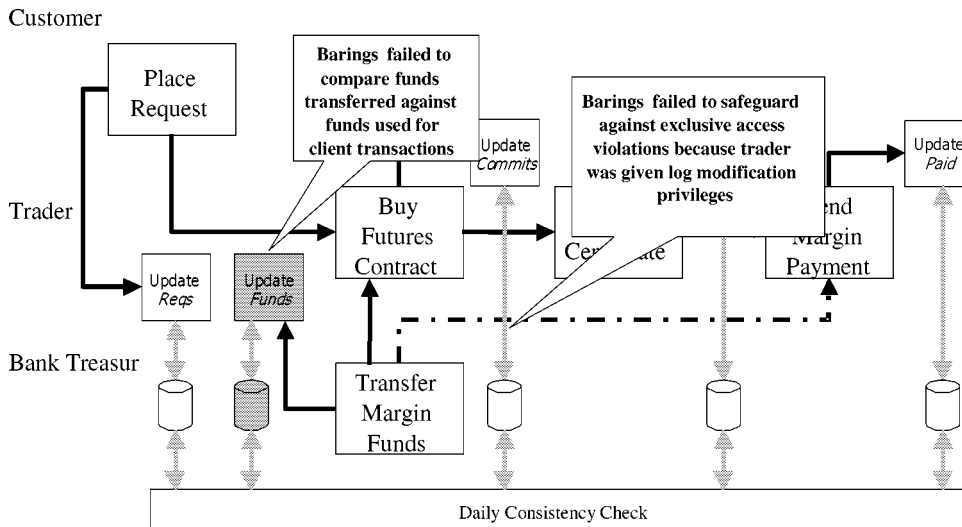 Customer
Place
Request
Barings failed to
compare funds
transferred against
funds used for
client transactions
Barings failed to safeguard
against exclusive access
violations because trader
was given log modification
privileges
Update
Commits
Update
Paid
Trader
Buy
Futures
Contract
end
Margin
Payment
Update
Reqs
Update
Funds
Bank Treasur
Transfer
Margin
Funds
Daily Consistency Check